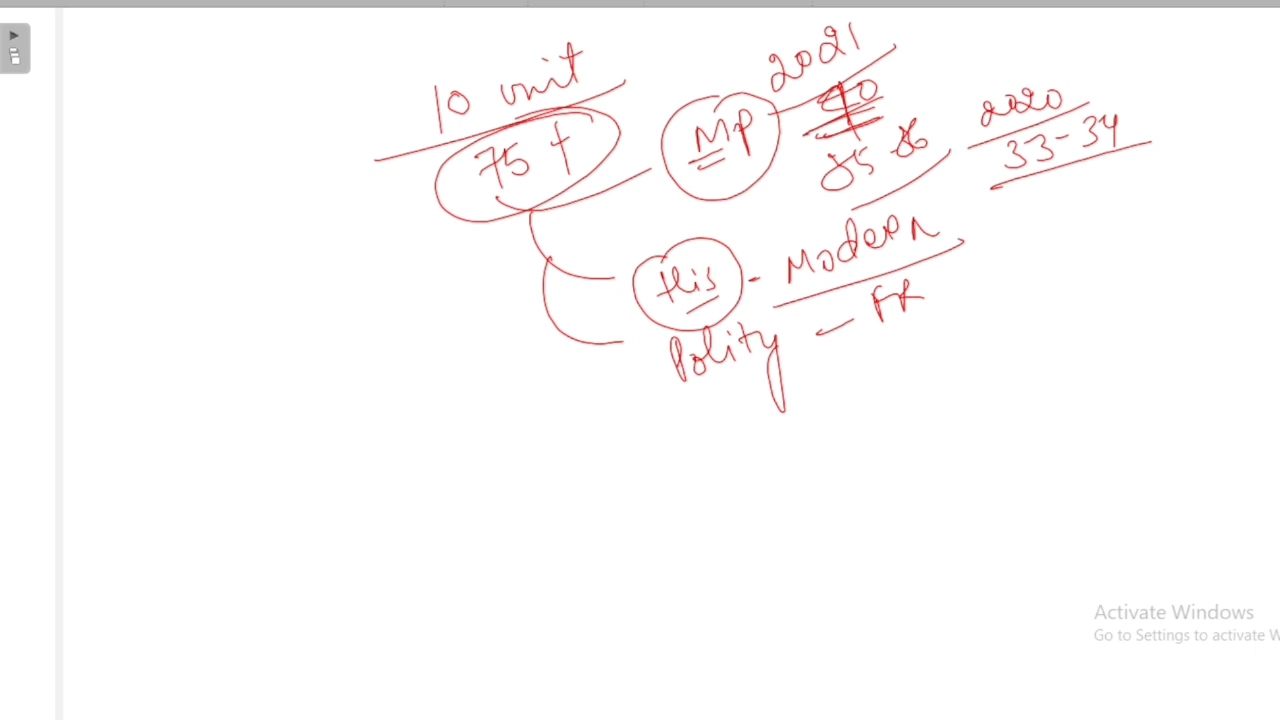 10 unit
75 +
MP
2021
40
85 86
2020
33-34
His - Modern
Polity - FR
Activate Windows
Go to Settings to activate W